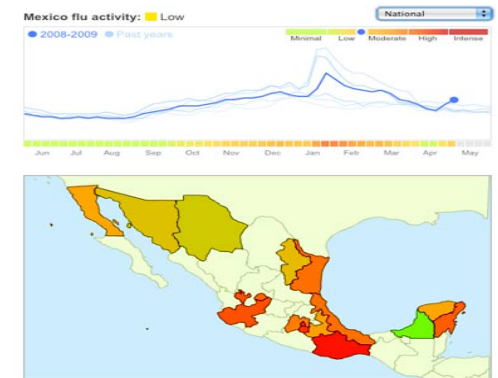 Mexico flu activity: Low
National
2008-2009 Past years
Minimal Low Moderate High Intense
Jun Jul Aug Sep Oct Nov Dec Jan Feb Mar Apr May